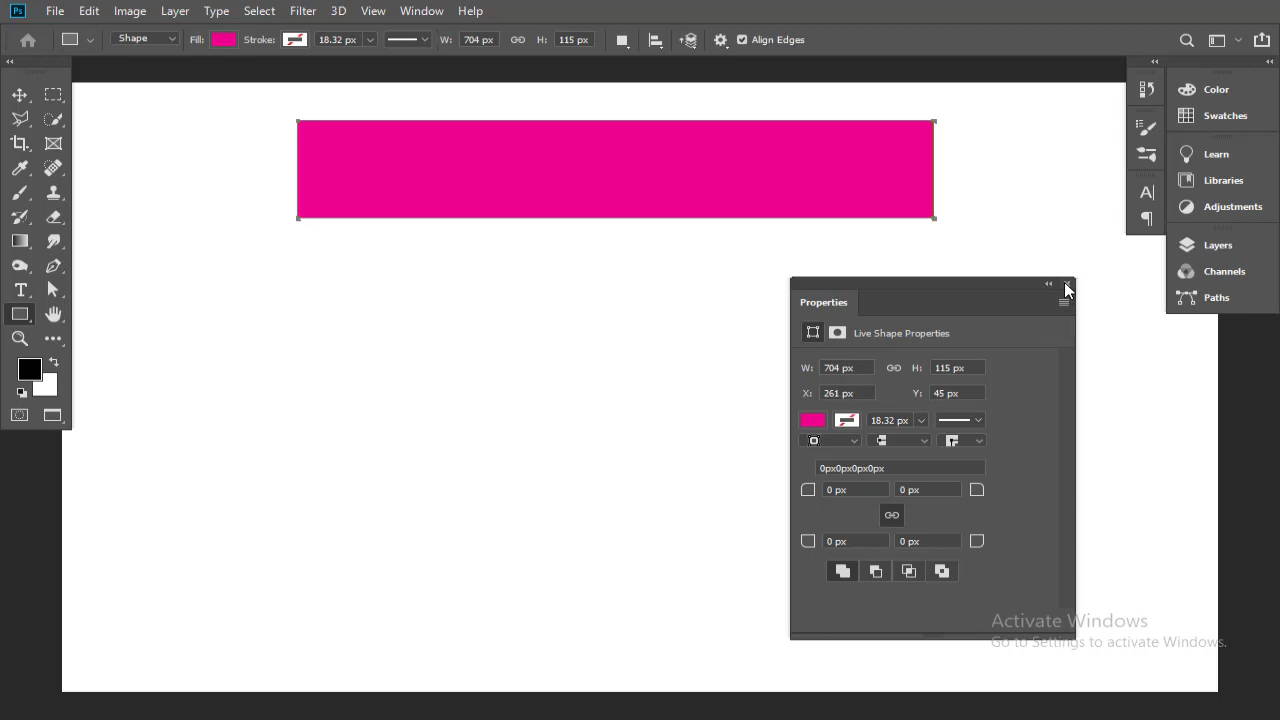 Ps File Edit Image Layer Type Select Filter 3D View Window Help
Shape Fill: Stroke: 18.32 px W: 704 px H: 115 px Align Edges
Color
Swatches
Learn
Libraries
Adjustments
Layers
Channels
Paths
Properties
Live Shape Properties
W: 704 px H: 115 px
X: 261 px Y: 45 px
18.32 px
0px0px0px0px
0 px 0 px
0 px 0 px
Activate Windows
Go to Settings to activate Windows.